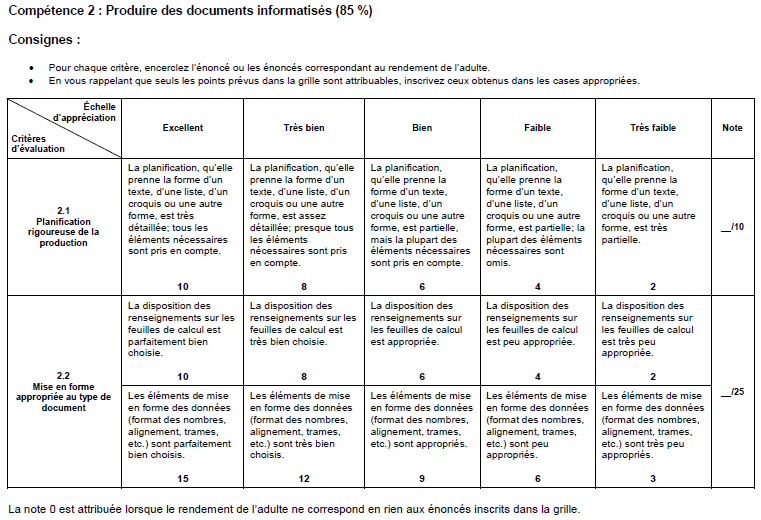 Compétence 2 : Produire des documents informatisés (85 %)
Consignes :
• Pour chaque critère, encerclez l'énoncé ou les énoncés correspondant au rendement de l'adulte.
• En vous rappelant que seuls les points prévus dans la grille sont attribuables, inscrivez ceux obtenus dans les cases appropriées.
Échelle
d'appréciation
Critères
d'évaluation
Excellent
Très bien
Bien
Faible
Très faible
Note
2.1
Planification
rigoureuse de la
production
La planification, qu'elle
prenne la forme d'un
texte, d'une liste, d'un
croquis ou une autre
forme, est très
détaillée; tous les
éléments nécessaires
sont pris en compte.
10
La planification, qu'elle
prenne la forme d'un
texte, d'une liste, d'un
croquis ou une autre
forme, est assez
détaillée; presque tous
les éléments
nécessaires sont pris
en compte.
8
La planification,
qu'elle prenne la
forme d'un texte,
d'une liste, d'un
croquis ou une autre
forme, est partielle,
mais la plupart des
éléments nécessaires
sont pris en compte.
6
La planification,
qu'elle prenne la
forme d'un texte,
d'une liste, d'un
croquis ou une autre
forme, est partielle; la
plupart des éléments
nécessaires sont
omis.
4
La planification,
qu'elle prenne la
forme d'un texte,
d'une liste, d'un
croquis ou une autre
forme, est très
partielle.
2
__/10
2.2
Mise en forme
appropriée au type de
document
La disposition des
renseignements sur les
feuilles de calcul est
parfaitement bien
choisie.
10
La disposition des
renseignements sur les
feuilles de calcul est
très bien choisie.
8
La disposition des
renseignements sur
les feuilles de calcul
est appropriée.
6
La disposition des
renseignements sur
les feuilles de calcul
est peu appropriée.
4
La disposition des
renseignements sur
les feuilles de calcul
est très peu
appropriée.
2
Les éléments de mise
en forme des données
(format des nombres,
alignement, trames,
etc.) sont parfaitement
bien choisis.
15
Les éléments de mise
en forme des données
(format des nombres,
alignement, trames,
etc.) sont très bien
choisis.
12
Les éléments de mise
en forme des données
(format des nombres,
alignement, trames,
etc.) sont appropriés.
9
Les éléments de mise
en forme des données
(format des nombres,
alignement, trames,
etc.) sont peu
appropriés.
6
Les éléments de mise
en forme des données
(format des nombres,
alignement, trames,
etc.) sont très peu
appropriés.
3
__/25
La note 0 est attribuée lorsque le rendement de l'adulte ne correspond en rien aux énoncés inscrits dans la grille.